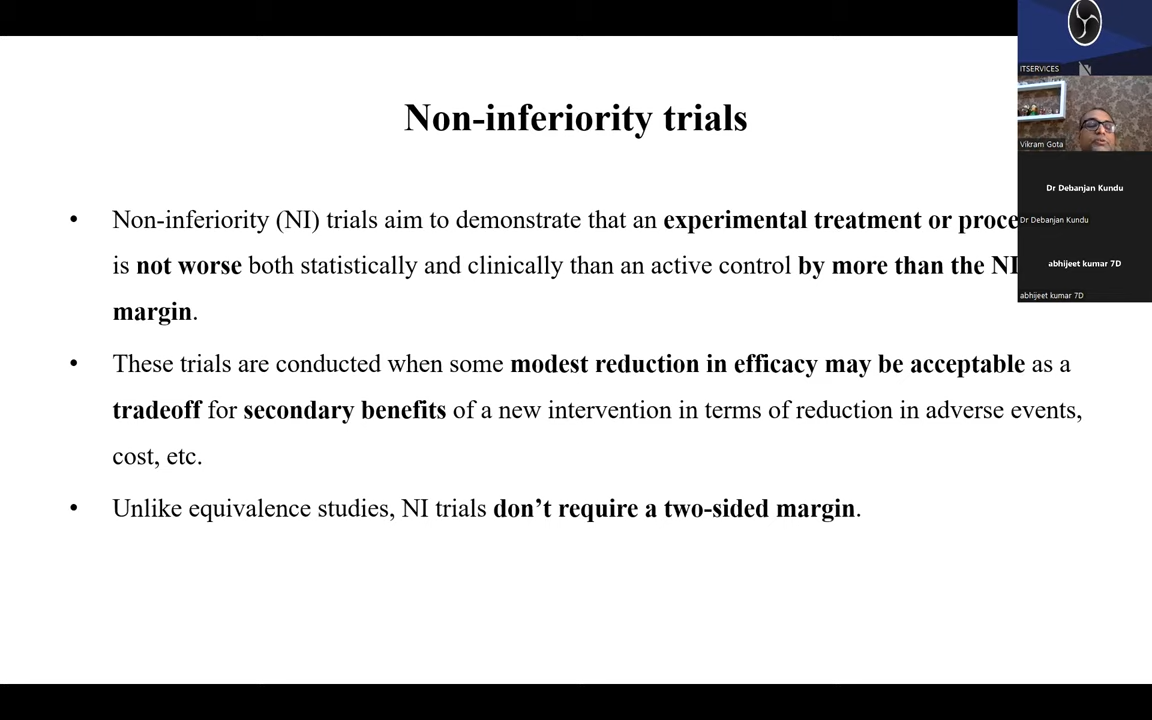 Non-inferiority trials
• Non-inferiority (NI) trials aim to demonstrate that an experimental treatment or proce
is not worse both statistically and clinically than an active control by more than the NI
margin.
• These trials are conducted when some modest reduction in efficacy may be acceptable as a
tradeoff for secondary benefits of a new intervention in terms of reduction in adverse events,
cost, etc.
• Unlike equivalence studies, NI trials don’t require a two-sided margin.
ITSERVICES
Vikram Gota
Dr Debanjan Kundu
Dr Debanjan Kundu
abhijeet kumar 7D
abhijeet kumar 7D